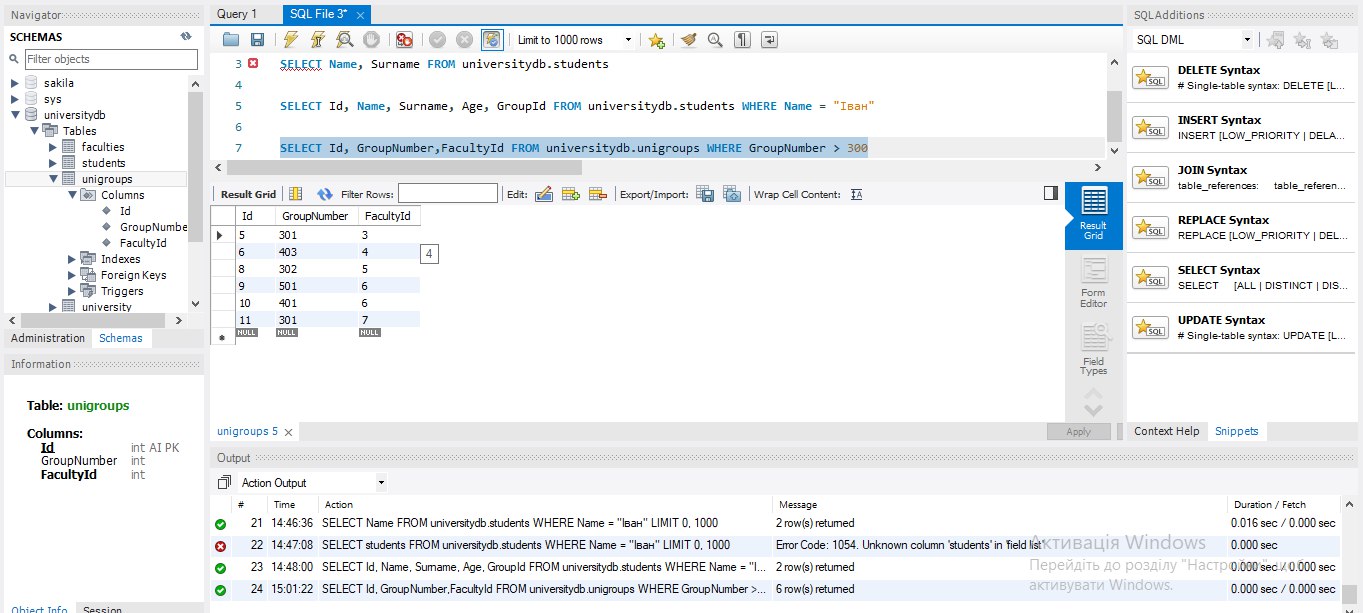 Navigator
SCHEMAS
Filter objects
sakila
sys
universitydb
Tables
faculties
students
unigroups
Columns
Id
GroupNumbe
FacultyId
Indexes
Foreign Keys
Triggers
university
Administration Schemas
Information
Table: unigroups
Columns:
Id int AI PK
GroupNumber int
FacultyId int
Object Info Session
Query 1 SQL File 3*
Limit to 1000 rows
3 SELECT Name, Surname FROM universitydb.students
4
5 SELECT Id, Name, Surname, Age, GroupId FROM universitydb.students WHERE Name = "Іван"
6
7 SELECT Id, GroupNumber,FacultyId FROM universitydb.unigroups WHERE GroupNumber > 300
Result Grid Filter Rows: Edit: Export/Import: Wrap Cell Content: IA
Id GroupNumber FacultyId
5 301 3
6 403 4
4
8 302 5
9 501 6
10 401 6
11 301 7
NULL NULL NULL
Result
Grid
Form
Editor
Field
Types
unigroups 5
Apply
Output
Action Output
# Time Action Message Duration / Fetch
21 14:46:36 SELECT Name FROM universitydb.students WHERE Name = "Іван" LIMIT 0, 1000 2 row(s) returned 0.016 sec / 0.000 sec
22 14:47:08 SELECT students FROM universitydb.students WHERE Name = "Іван" LIMIT 0, 1000 Error Code: 1054. Unknown column 'students' in 'field list' 0.000 sec
23 14:48:00 SELECT Id, Name, Surname, Age, GroupId FROM universitydb.students WHERE Name = "І... 2 row(s) returned 0.000 sec / 0.000 sec
24 15:01:22 SELECT Id, GroupNumber,FacultyId FROM universitydb.unigroups WHERE GroupNumber >... 6 row(s) returned 0.000 sec / 0.000 sec
Активація Windows
Перейдіть до розділу "Настройки", щоб
активувати Windows.
SQLAdditions
SQL DML
DELETE Syntax
# Single-table syntax: DELETE [L...
INSERT Syntax
INSERT [LOW_PRIORITY | DELA...
JOIN Syntax
table_references: table_referen...
REPLACE Syntax
REPLACE [LOW_PRIORITY | DEL...
SELECT Syntax
SELECT [ALL | DISTINCT | DIS...
UPDATE Syntax
# Single-table syntax: UPDATE [L...
Context Help Snippets